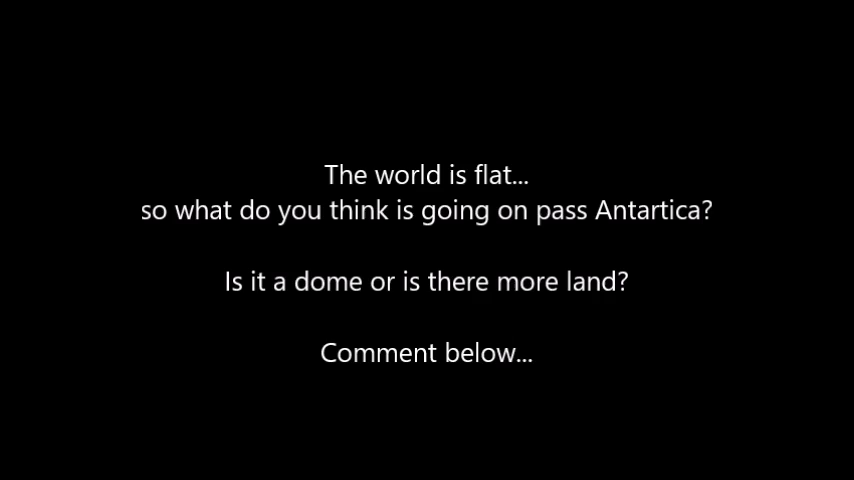 The world is flat...
so what do you think is going on pass Antartica?
Is it a dome or is there more land?
Comment below...